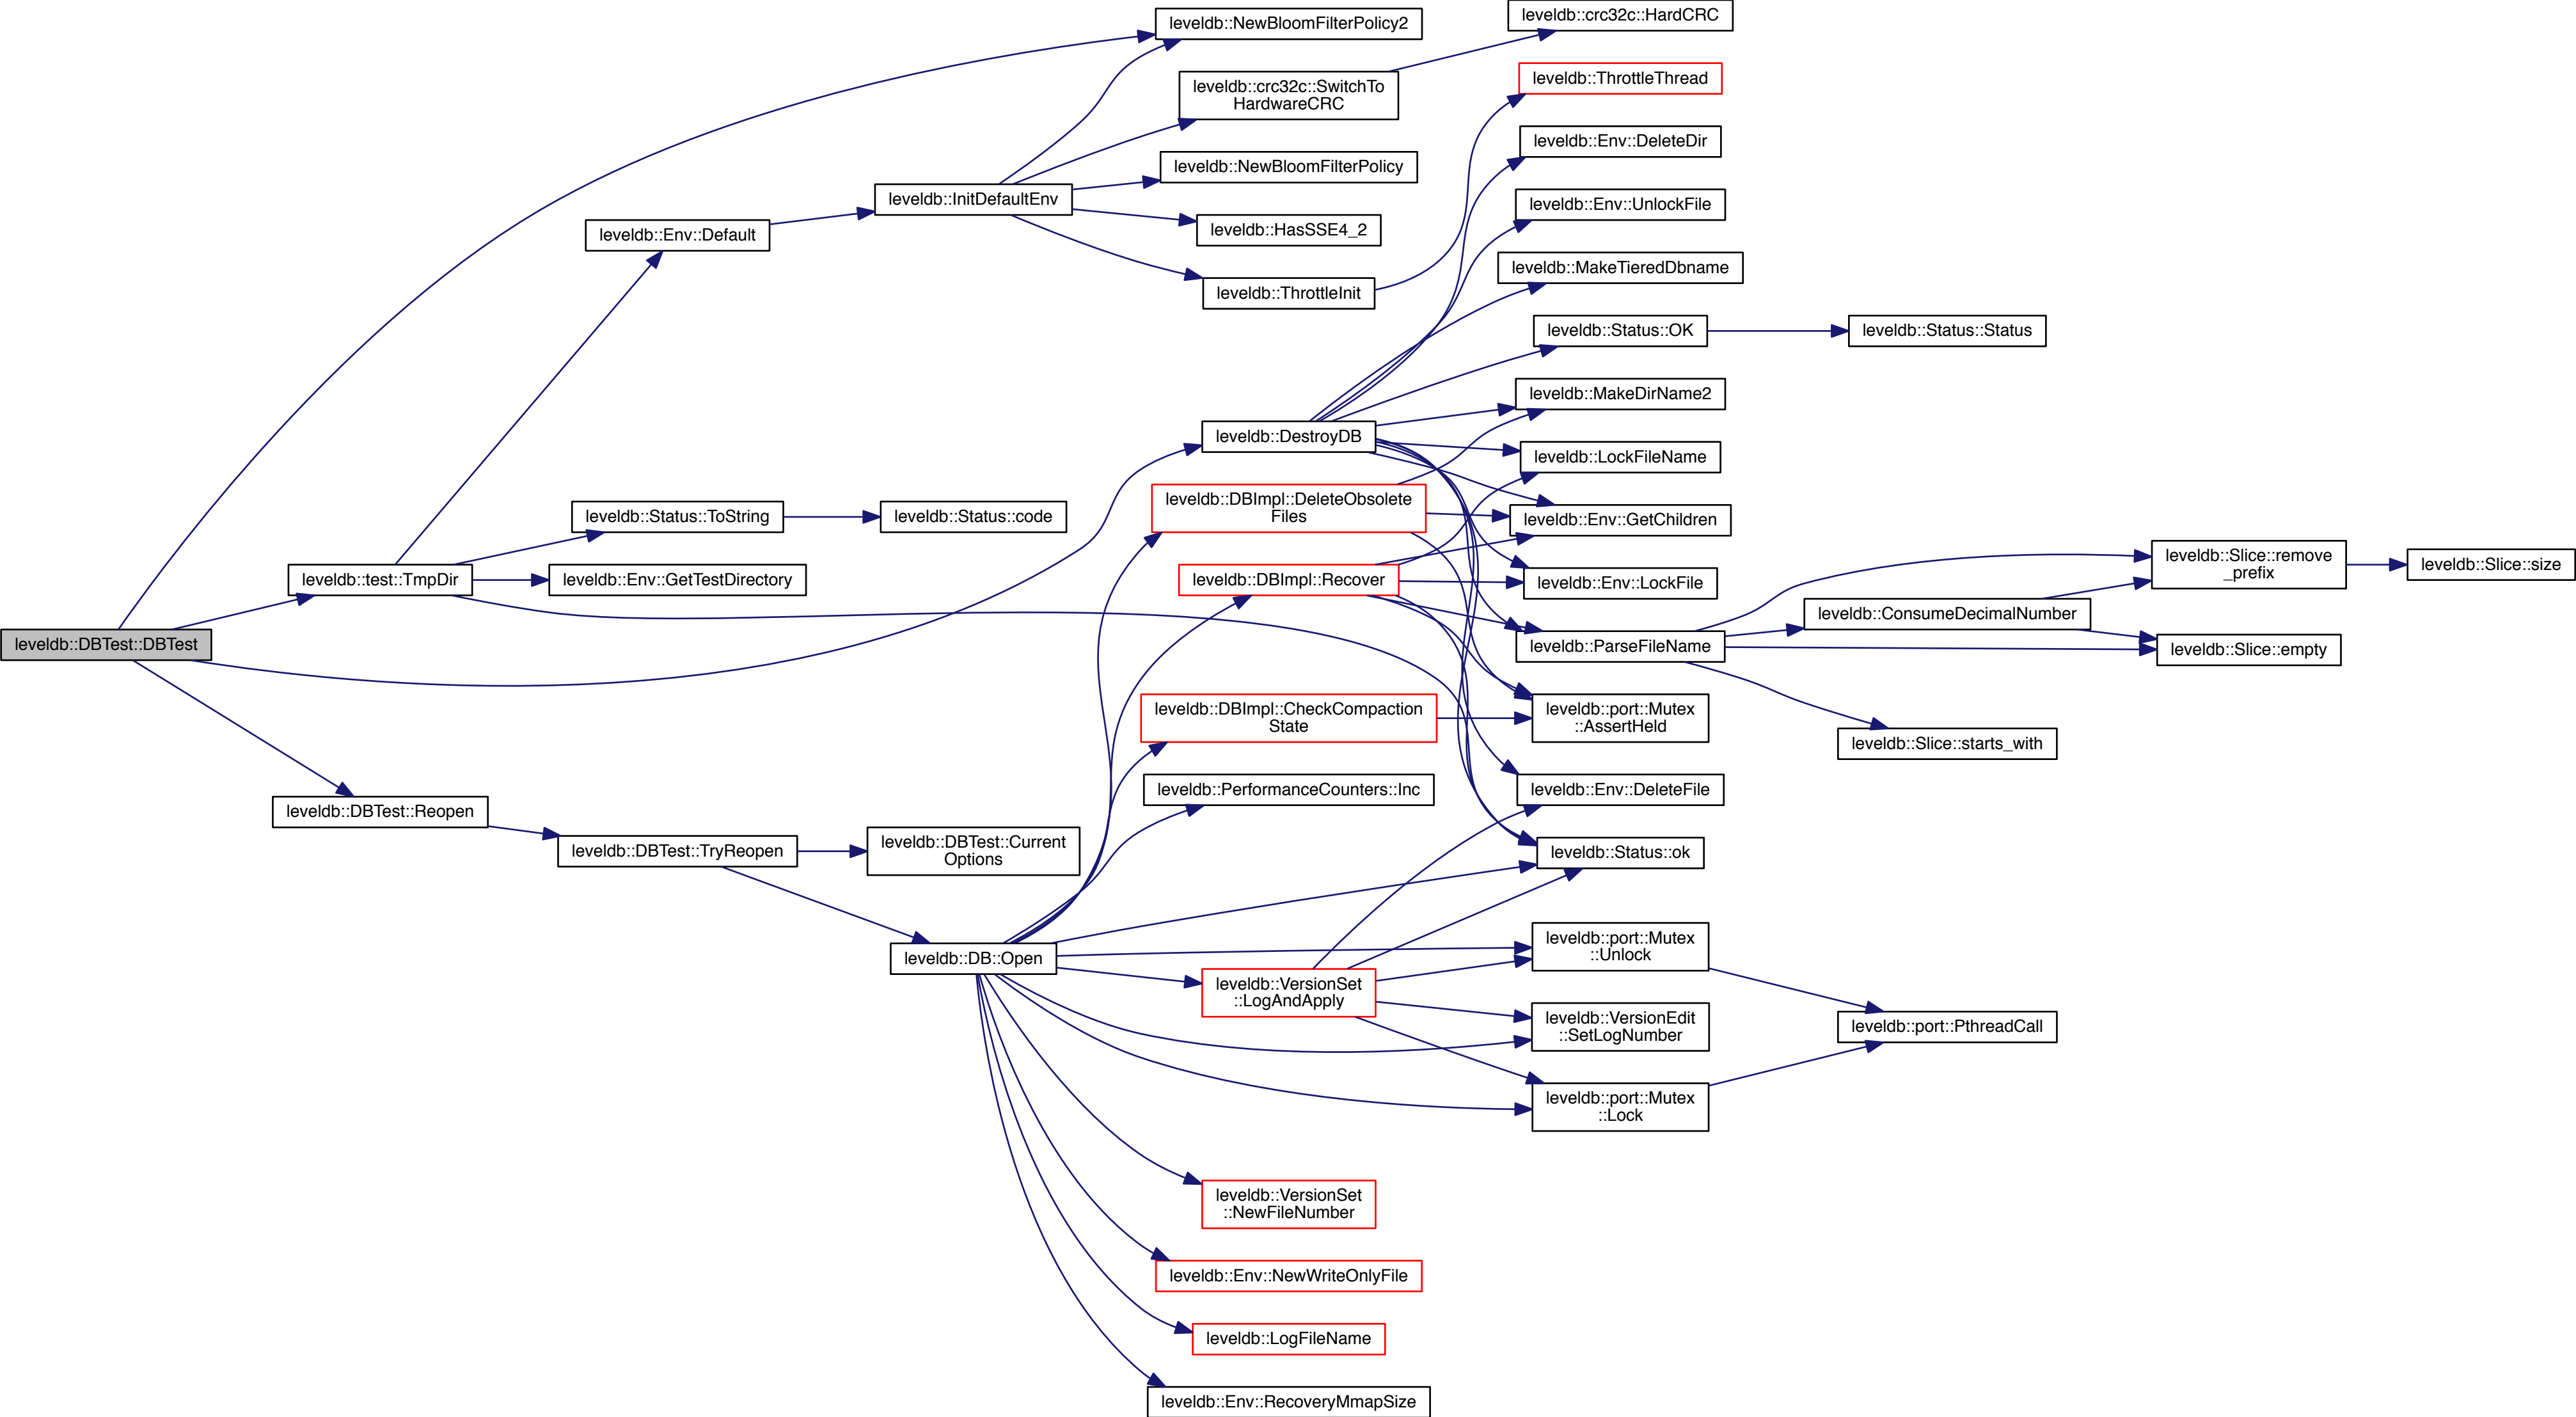 leveldb::NewBloomFilterPolicy2
leveldb::crc32c::HardCRC
leveldb::crc32c::SwitchTo
HardwareCRC
leveldb::ThrottleThread
leveldb::Env::DeleteDir
leveldb::NewBloomFilterPolicy
leveldb::InitDefaultEnv
leveldb::Env::UnlockFile
leveldb::Env::Default
leveldb::HasSSE4_2
leveldb::MakeTieredDbname
leveldb::ThrottleInit
leveldb::Status::OK
leveldb::Status::Status
leveldb::MakeDirName2
leveldb::DestroyDB
leveldb::LockFileName
leveldb::DBImpl::DeleteObsolete
Files
leveldb::Status::ToString
leveldb::Status::code
leveldb::Env::GetChildren
leveldb::test::TmpDir
leveldb::Env::GetTestDirectory
leveldb::DBImpl::Recover
leveldb::Env::LockFile
leveldb::Slice::remove
_prefix
leveldb::Slice::size
leveldb::ConsumeDecimalNumber
leveldb::DBTest::DBTest
leveldb::ParseFileName
leveldb::Slice::empty
leveldb::DBImpl::CheckCompaction
State
leveldb::port::Mutex
::AssertHeld
leveldb::Slice::starts_with
leveldb::PerformanceCounters::Inc
leveldb::Env::DeleteFile
leveldb::DBTest::Reopen
leveldb::DBTest::TryReopen
leveldb::DBTest::Current
Options
leveldb::Status::ok
leveldb::port::Mutex
::Unlock
leveldb::DB::Open
leveldb::VersionSet
::LogAndApply
leveldb::VersionEdit
::SetLogNumber
leveldb::port::PthreadCall
leveldb::port::Mutex
::Lock
leveldb::VersionSet
::NewFileNumber
leveldb::Env::NewWriteOnlyFile
leveldb::LogFileName
leveldb::Env::RecoveryMmapSize